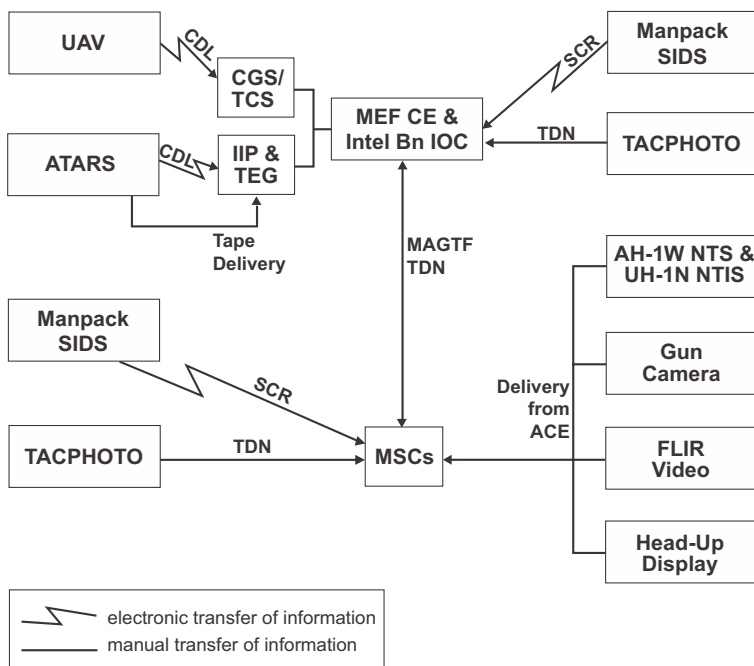 UAV
CDL
CGS/
TCS
ATARS
CDL
IIP &
TEG
Tape
Delivery
MEF CE &
Intel Bn IOC
SCR
Manpack
SIDS
TDN
TACPHOTO
MAGTF
TDN
AH-1W NTS &
UH-1N NTIS
Gun
Camera
Delivery
from
ACE
FLIR
Video
Head-Up
Display
Manpack
SIDS
SCR
TACPHOTO
TDN
MSCs
electronic transfer of information
manual transfer of information